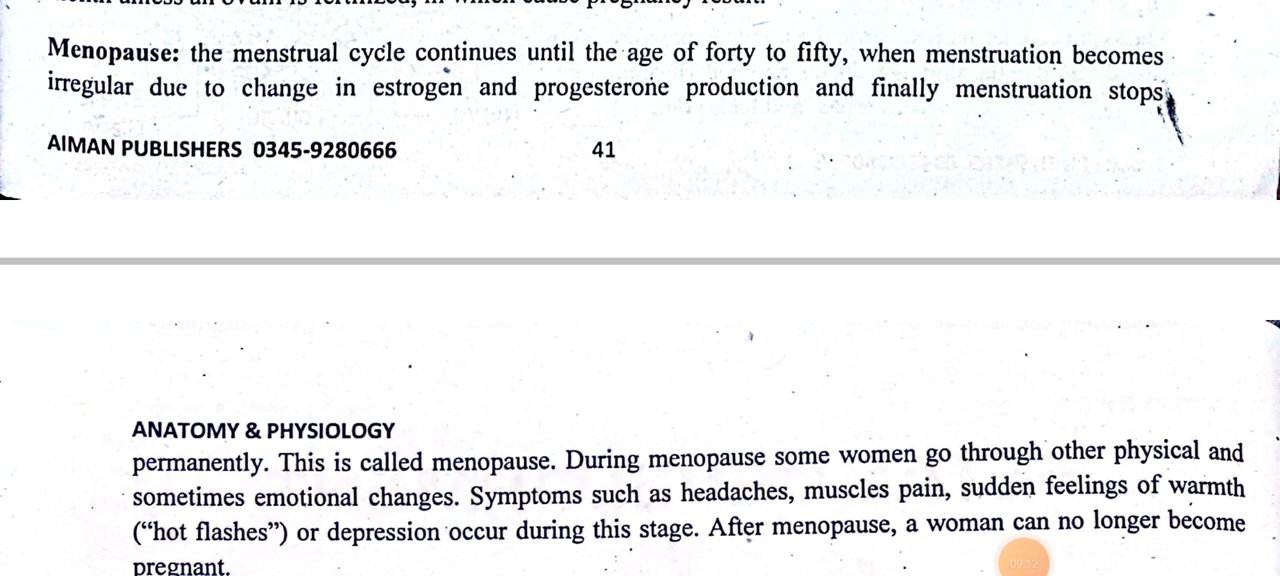 Menopause: the menstrual cycle continues until the age of forty to fifty, when menstruation becomes
irregular due to change in estrogen and progesterone production and finally menstruation stops
AIMAN PUBLISHERS 0345-9280666 41
ANATOMY & PHYSIOLOGY
permanently. This is called menopause. During menopause some women go through other physical and
sometimes emotional changes. Symptoms such as headaches, muscles pain, sudden feelings of warmth
(“hot flashes”) or depression occur during this stage. After menopause, a woman can no longer become
pregnant.
09:12